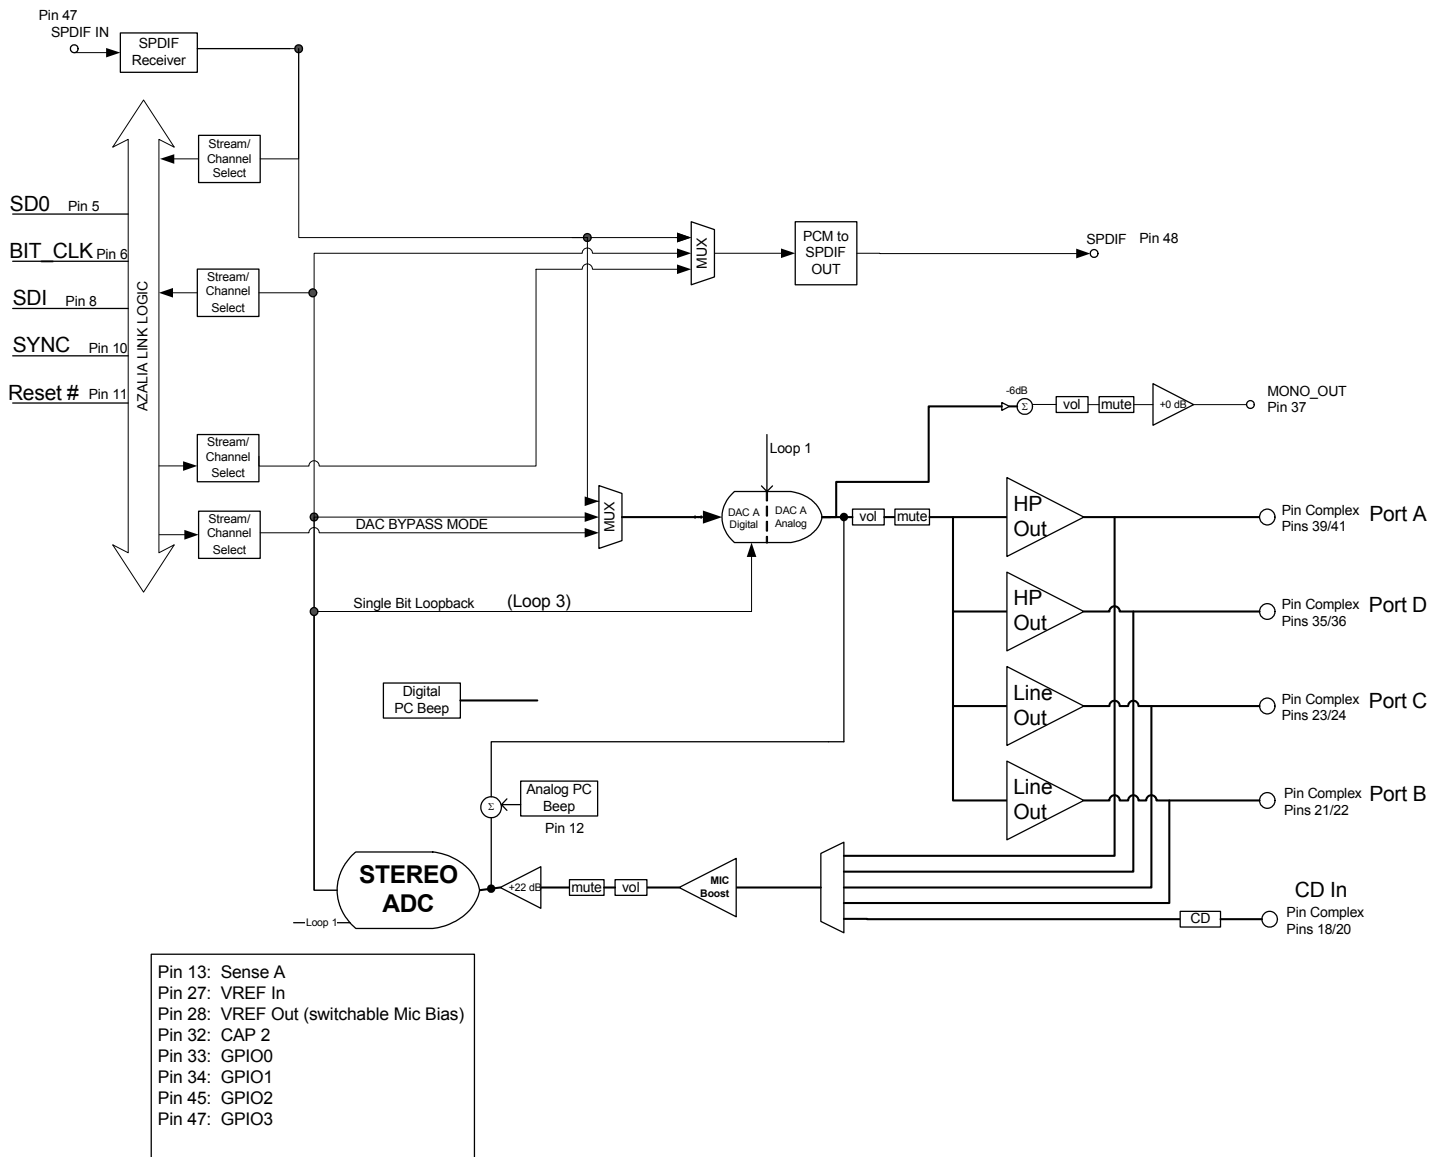 Pin 47
SPDIF IN
SPDIF
Receiver
Stream/
Channel
Select
SD0 Pin 5
BIT_CLK Pin 6
SDI Pin 8
SYNC Pin 10
Reset # Pin 11
AZALIA LINK LOGIC
Stream/
Channel
Select
MUX
PCM to
SPDIF
OUT
SPDIF Pin 48
Stream/
Channel
Select
Stream/
Channel
Select
DAC BYPASS MODE
MUX
Loop 1
DAC A
Digital
DAC A
Analog
-6dB
Σ
vol
mute
+0 dB
MONO_OUT
Pin 37
vol
mute
HP
Out
Pin Complex
Pins 39/41
Port A
Single Bit Loopback (Loop 3)
HP
Out
Pin Complex
Pins 35/36
Port D
Digital
PC Beep
Line
Out
Pin Complex
Pins 23/24
Port C
Σ
Analog PC
Beep
Pin 12
Line
Out
Pin Complex
Pins 21/22
Port B
STEREO
ADC
Loop 1
+22 dB
mute
vol
MIC
Boost
CD
CD In
Pin Complex
Pins 18/20
Pin 13: Sense A
Pin 27: VREF In
Pin 28: VREF Out (switchable Mic Bias)
Pin 32: CAP 2
Pin 33: GPIO0
Pin 34: GPIO1
Pin 45: GPIO2
Pin 47: GPIO3